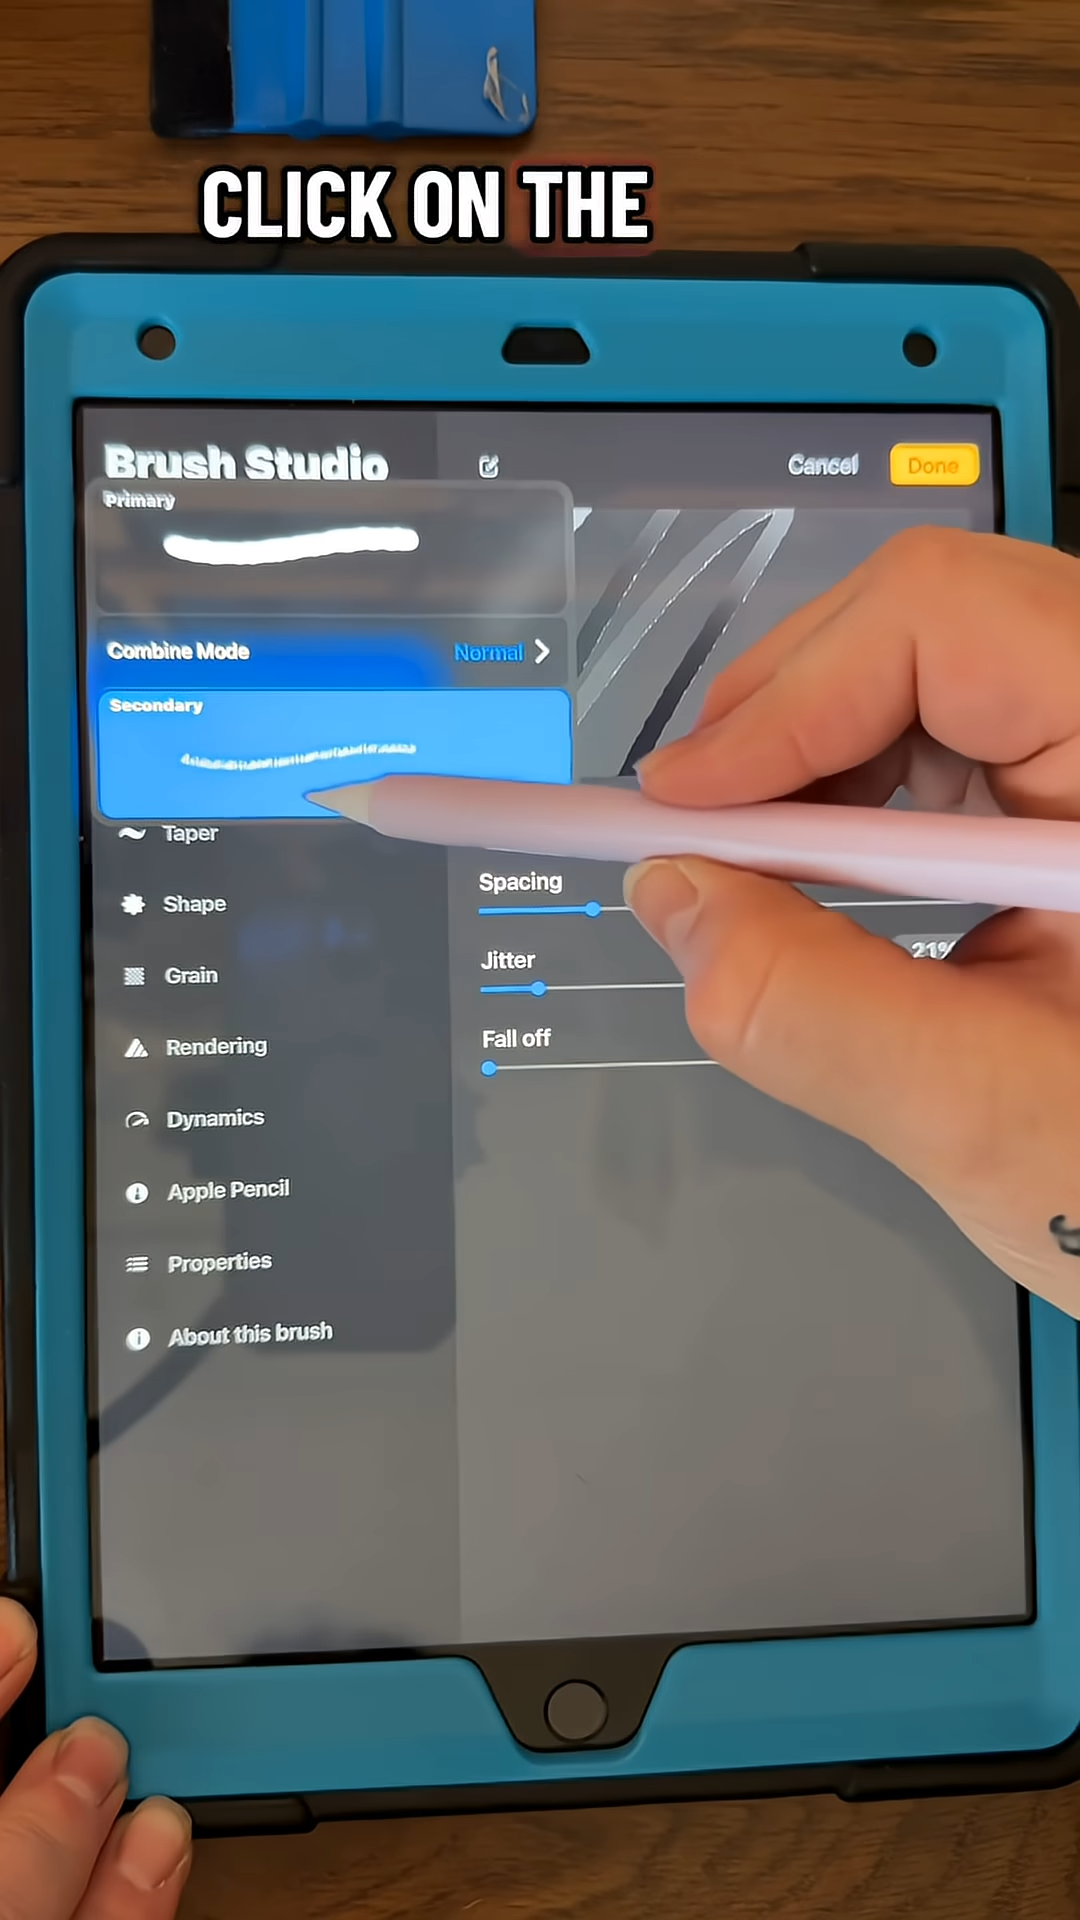 CLICK ON THE
Brush Studio
Cancel
Done
Primary
Combine Mode
Normal
Secondary
Taper
Spacing
Shape
21%
Jitter
Grain
Fall off
Rendering
Dynamics
Apple Pencil
Properties
About this brush